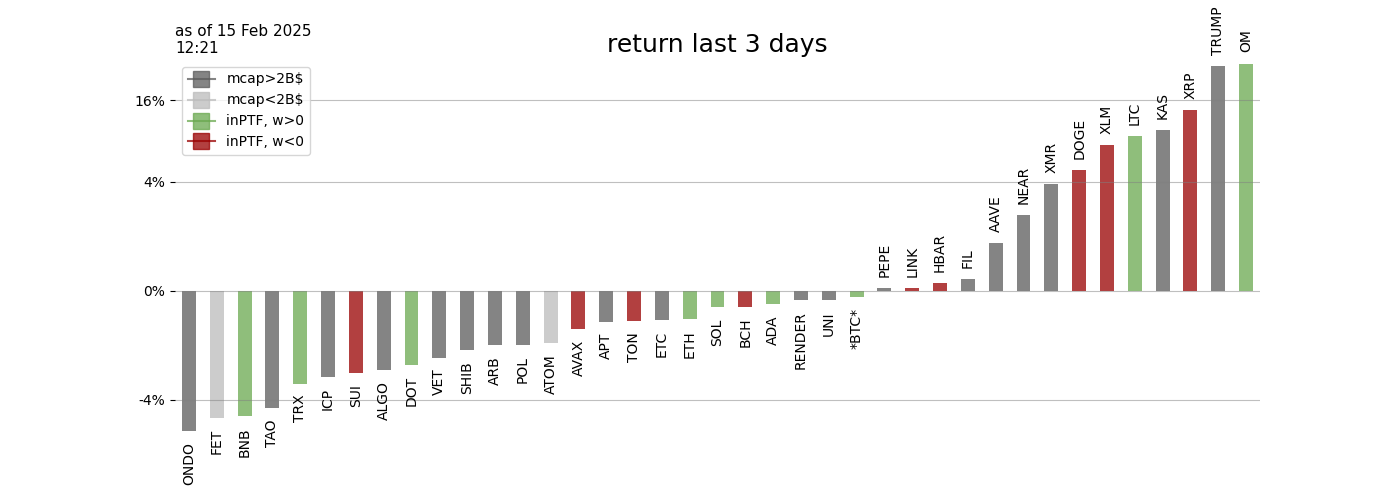 as of 15 Feb 2025
12:21
return last 3 days
mcap>2B$
mcap<2B$
inPTF, w>0
inPTF, w<0
16%
4%
0%
-4%
ONDO
FET
BNB
TAO
TRX
ICP
SUI
ALGO
DOT
VET
SHIB
ARB
POL
ATOM
AVAX
APT
TON
ETC
ETH
SOL
BCH
ADA
RENDER
UNI
*BTC*
PEPE
LINK
HBAR
FIL
AAVE
NEAR
XMR
DOGE
XLM
LTC
KAS
XRP
TRUMP
OM